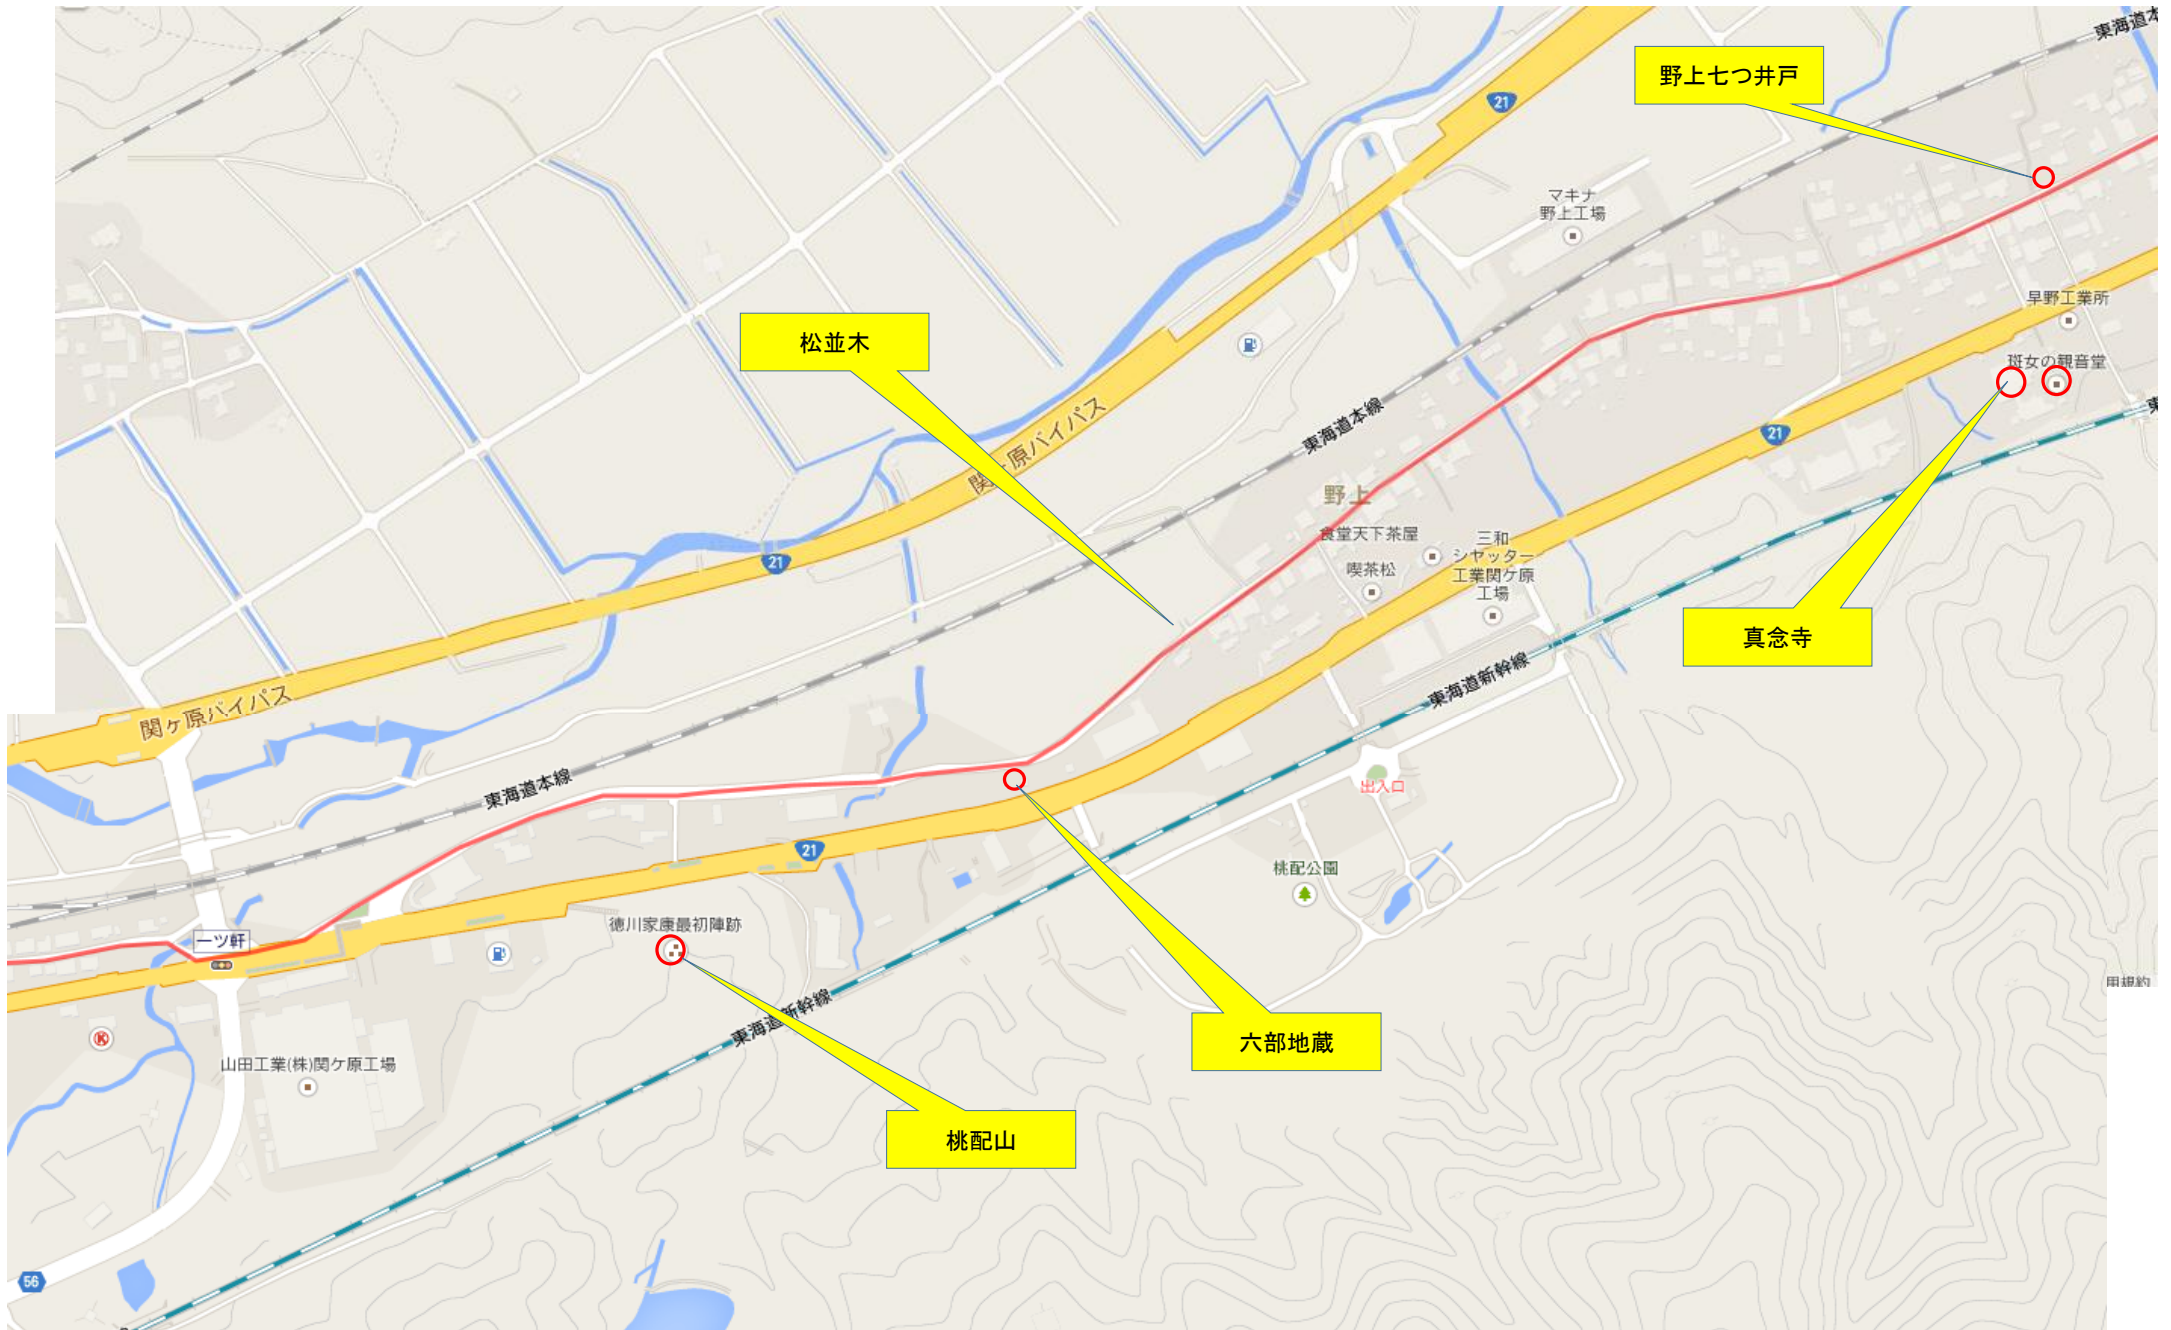 東海道本
野上七つ井戸
21
マキナ
野上工場
早野工業所
松並木
斑女の観音堂
関ヶ原バイパス
東海道本線
21
野上
食堂天下茶屋
三和
シヤッター
工業関ケ原
工場
喫茶松
21
真念寺
東海道新幹線
関ヶ原バイパス
東海道本線
出入口
21
桃配公園
徳川家康最初陣跡
一ツ軒
東海道新幹線
六部地蔵
山田工業(株)関ケ原工場
桃配山
56